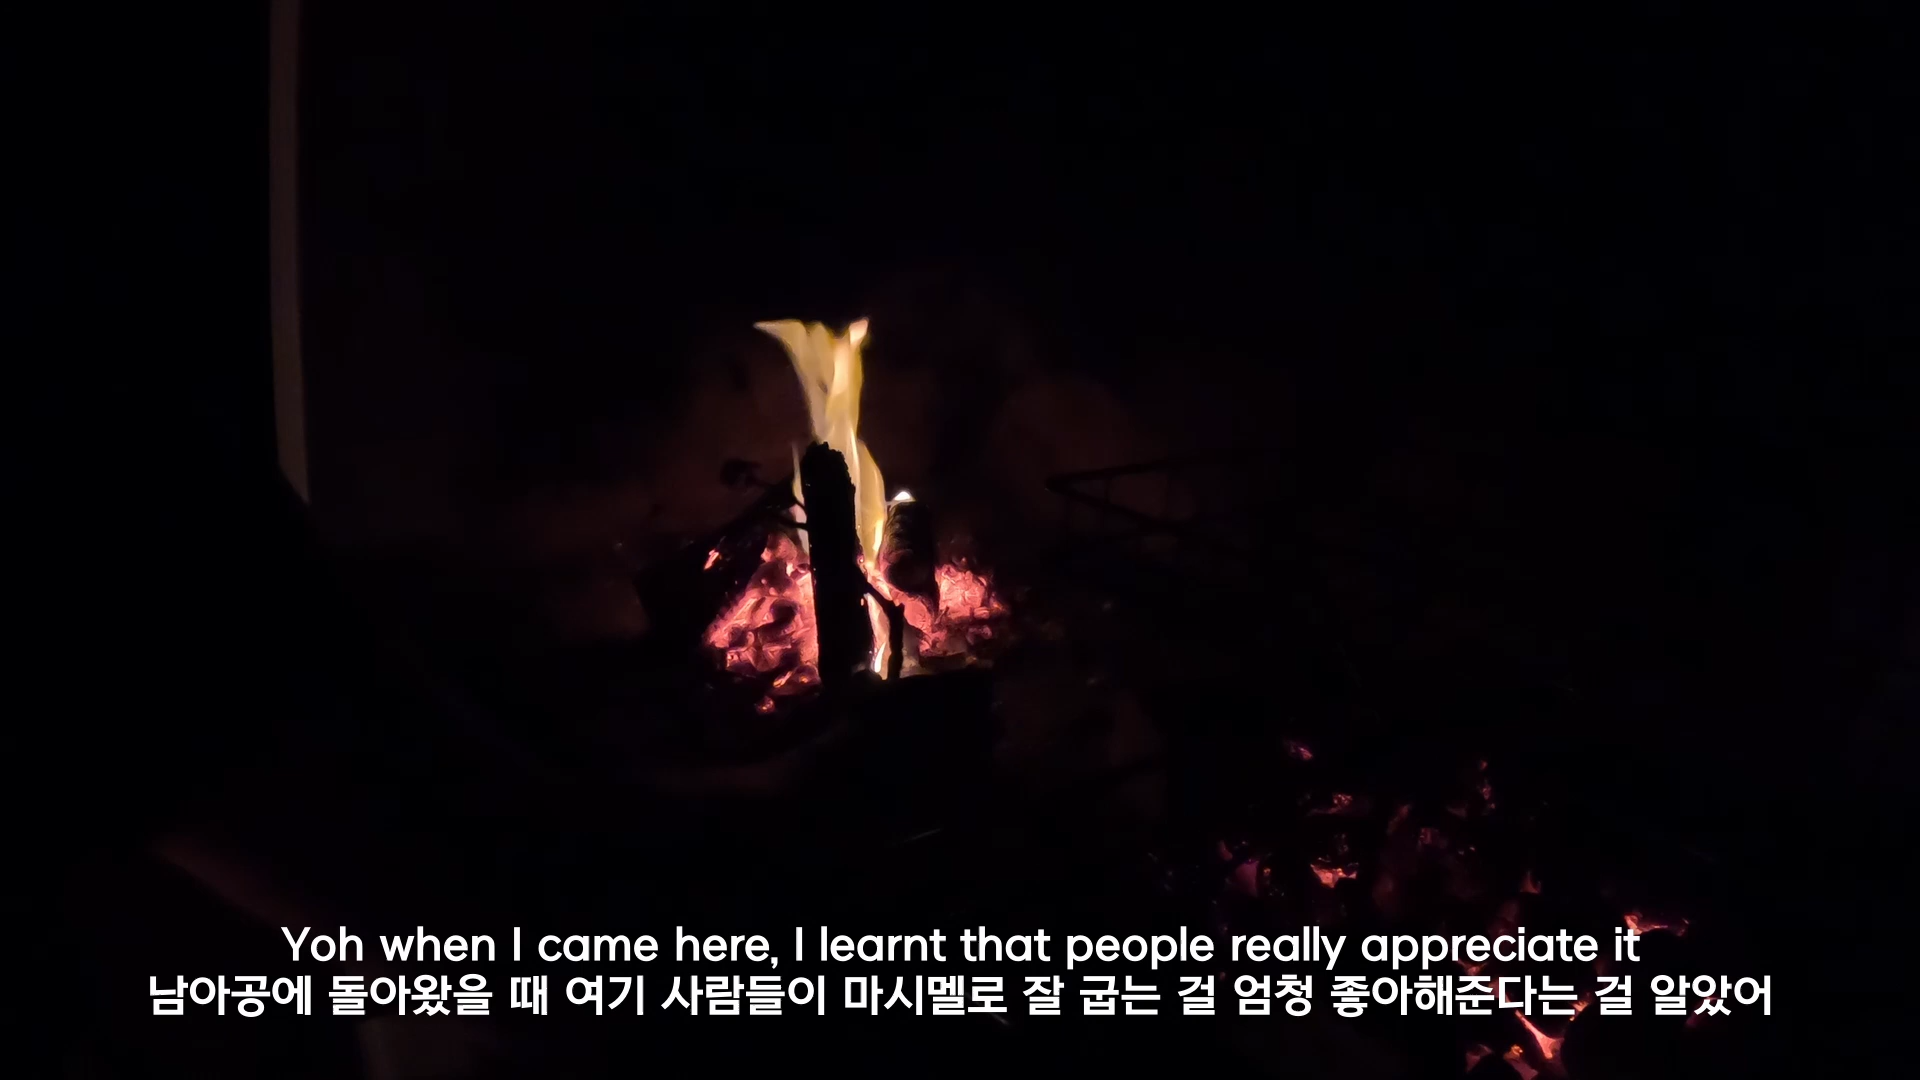 Yoh when I came here, I learnt that people really appreciate it
남아공에 돌아왔을 때 여기 사람들이 마시멜로 잘 굽는 걸 엄청 좋아해준다는 걸 알았어